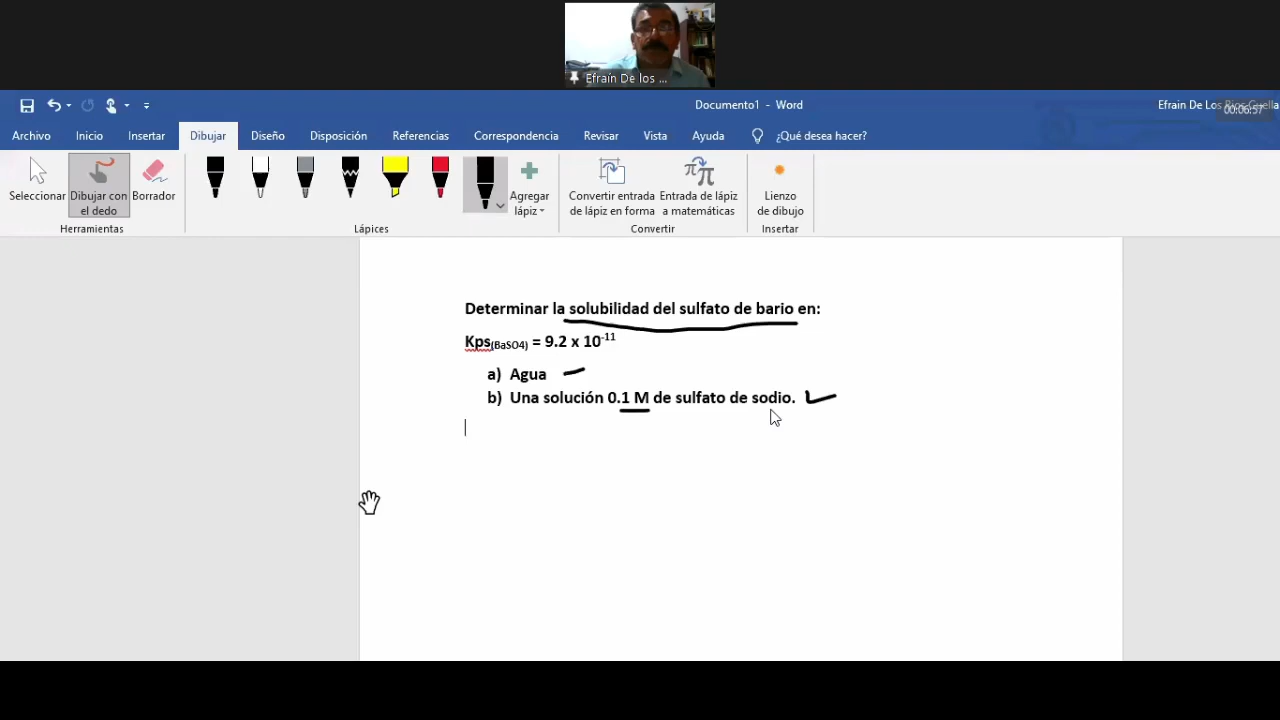 Efraín De los ...
Documento1 - Word
Efrain De Los Rios Cuella
00:06:57
Archivo Inicio Insertar Dibujar Diseño Disposición Referencias Correspondencia Revisar Vista Ayuda ¿Qué desea hacer?
Seleccionar
Dibujar con el dedo
Borrador
Agregar lápiz
Convertir entrada de lápiz en forma
Entrada de lápiz a matemáticas
Lienzo de dibujo
Herramientas Lápices Convertir Insertar
Determinar la solubilidad del sulfato de bario en:
Kps(BaSO4) = 9.2 x 10-11
a) Agua
b) Una solución 0.1 M de sulfato de sodio.